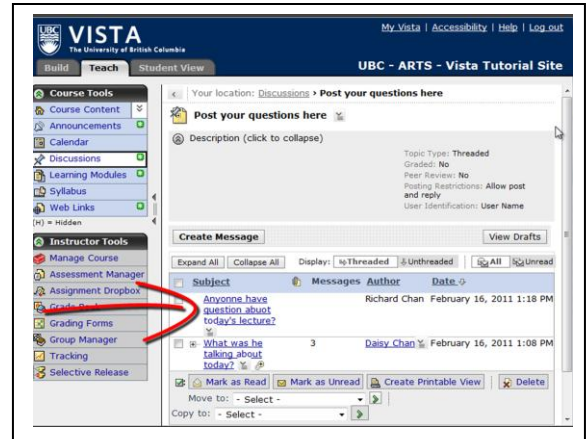 UBC VISTA
The University of British Columbia
My Vista | Accessibility | Help | Log out
Build Teach Student View
UBC - ARTS - Vista Tutorial Site
Course Tools
Course Content
Announcements
Calendar
Discussions
Learning Modules
Syllabus
Web Links
(H) = Hidden
Instructor Tools
Manage Course
Assessment Manager
Assignment Dropbox
Grade Book
Grading Forms
Group Manager
Tracking
Selective Release
Your location: Discussions › Post your questions here
Post your questions here
Description (click to collapse)
Topic Type: Threaded
Graded: No
Peer Review: No
Posting Restrictions: Allow post
and reply
User Identification: User Name
Create Message View Drafts
Expand All Collapse All Display: Threaded Unthreaded All Unread
Subject Messages Author Date
Anyonne have Richard Chan February 16, 2011 1:18 PM
question abuot
today's lecture?
What was he 3 Daisy Chan February 16, 2011 1:08 PM
talking about
today?
Mark as Read Mark as Unread Create Printable View Delete
Move to: - Select -
Copy to: - Select -